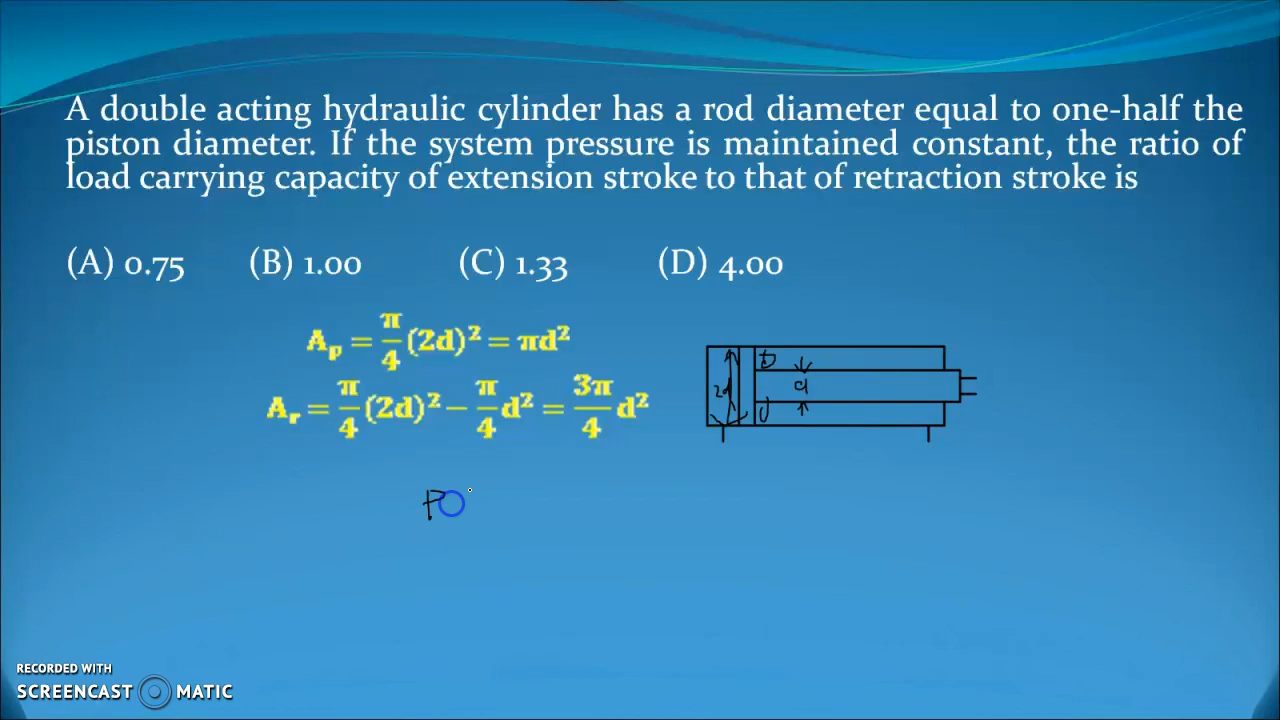 A double acting hydraulic cylinder has a rod diameter equal to one-half the
piston diameter. If the system pressure is maintained constant, the ratio of
load carrying capacity of extension stroke to that of retraction stroke is
(A) 0.75 (B) 1.00 (C) 1.33 (D) 4.00
Aₚ = π/4 (2d)² = πd²
Aᵣ = π/4 (2d)² − π/4 d² = 3π/4 d²
2d
d
P
RECORDED WITH
SCREENCAST MATIC